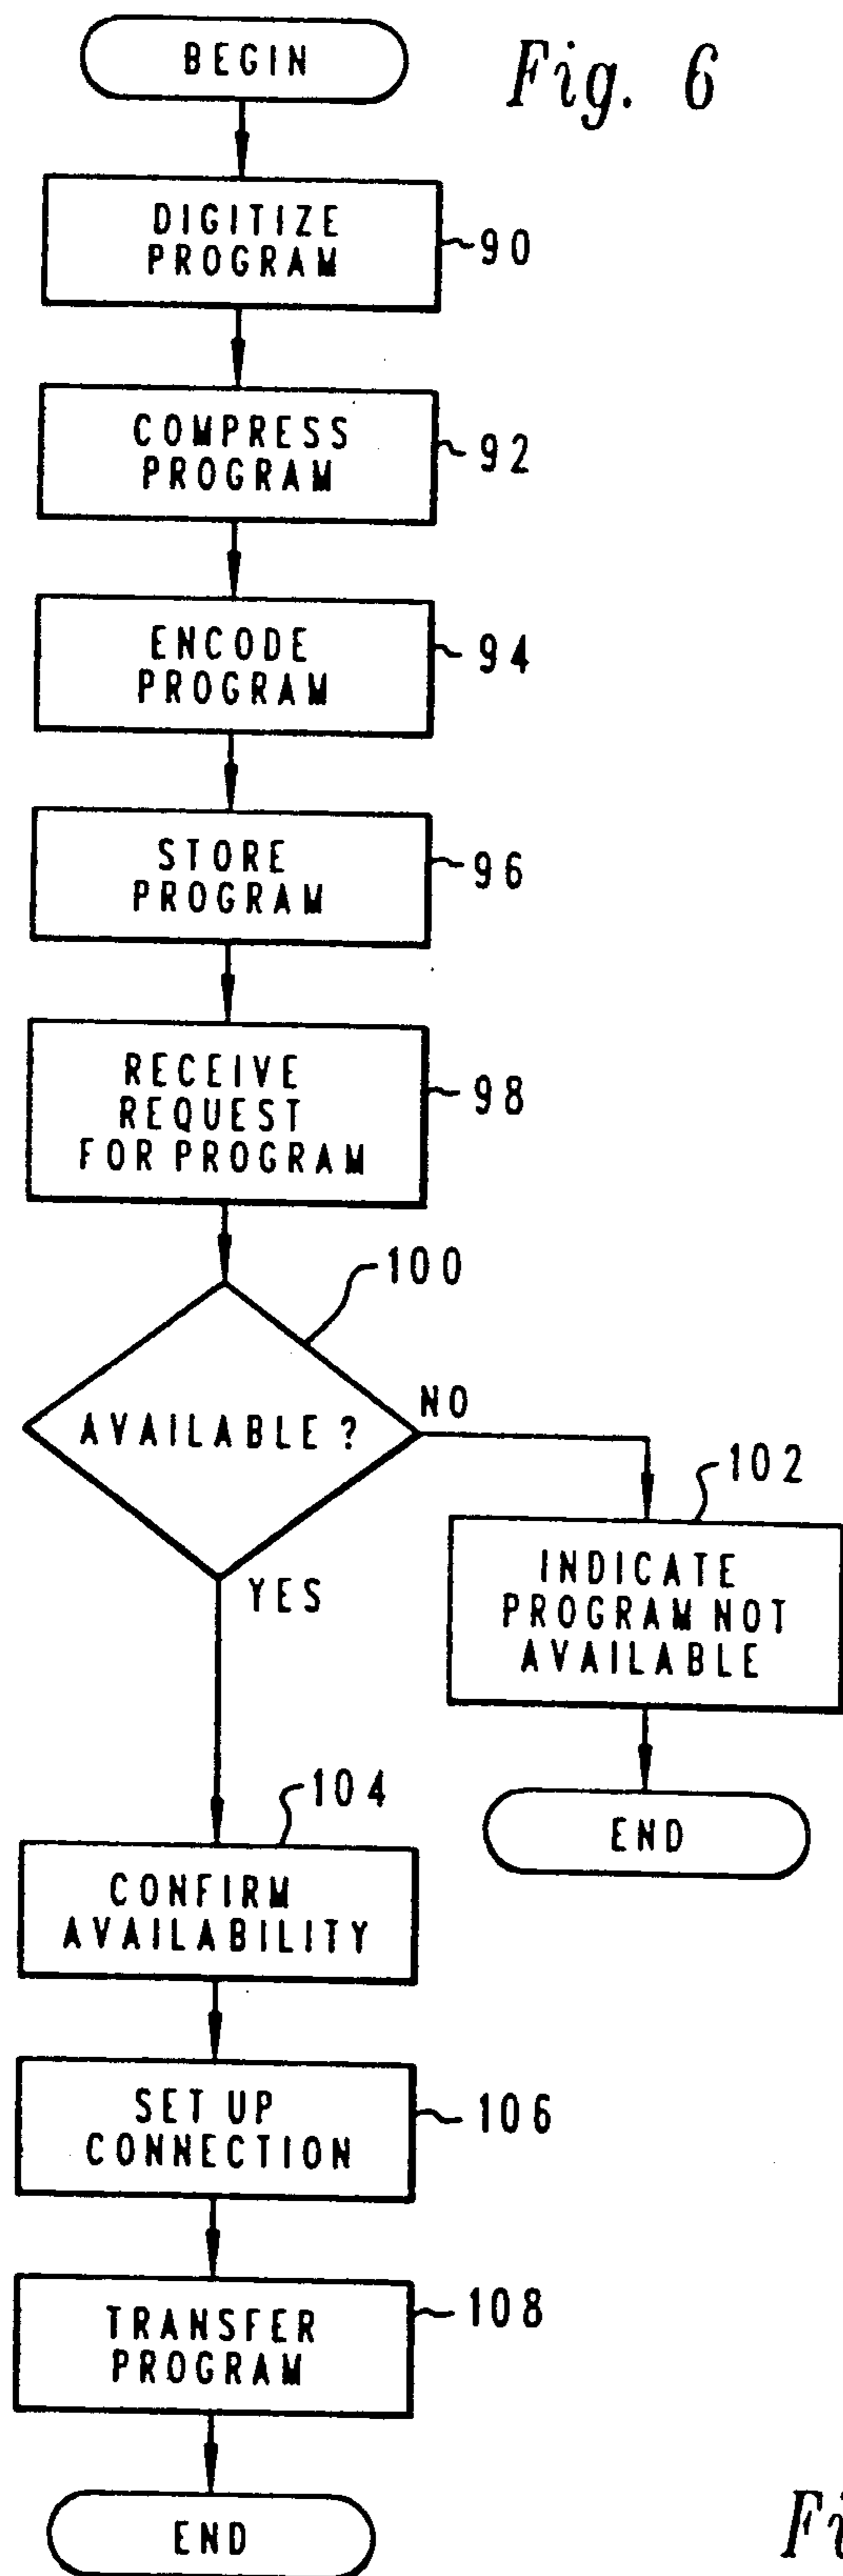 BEGIN
Fig. 6
DIGITIZE
PROGRAM
90
COMPRESS
PROGRAM
92
ENCODE
PROGRAM
94
STORE
PROGRAM
96
RECEIVE
REQUEST
FOR PROGRAM
98
100
AVAILABLE ?
NO
YES
102
INDICATE
PROGRAM NOT
AVAILABLE
END
104
CONFIRM
AVAILABILITY
SET UP
CONNECTION
106
TRANSFER
PROGRAM
108
END
Fi